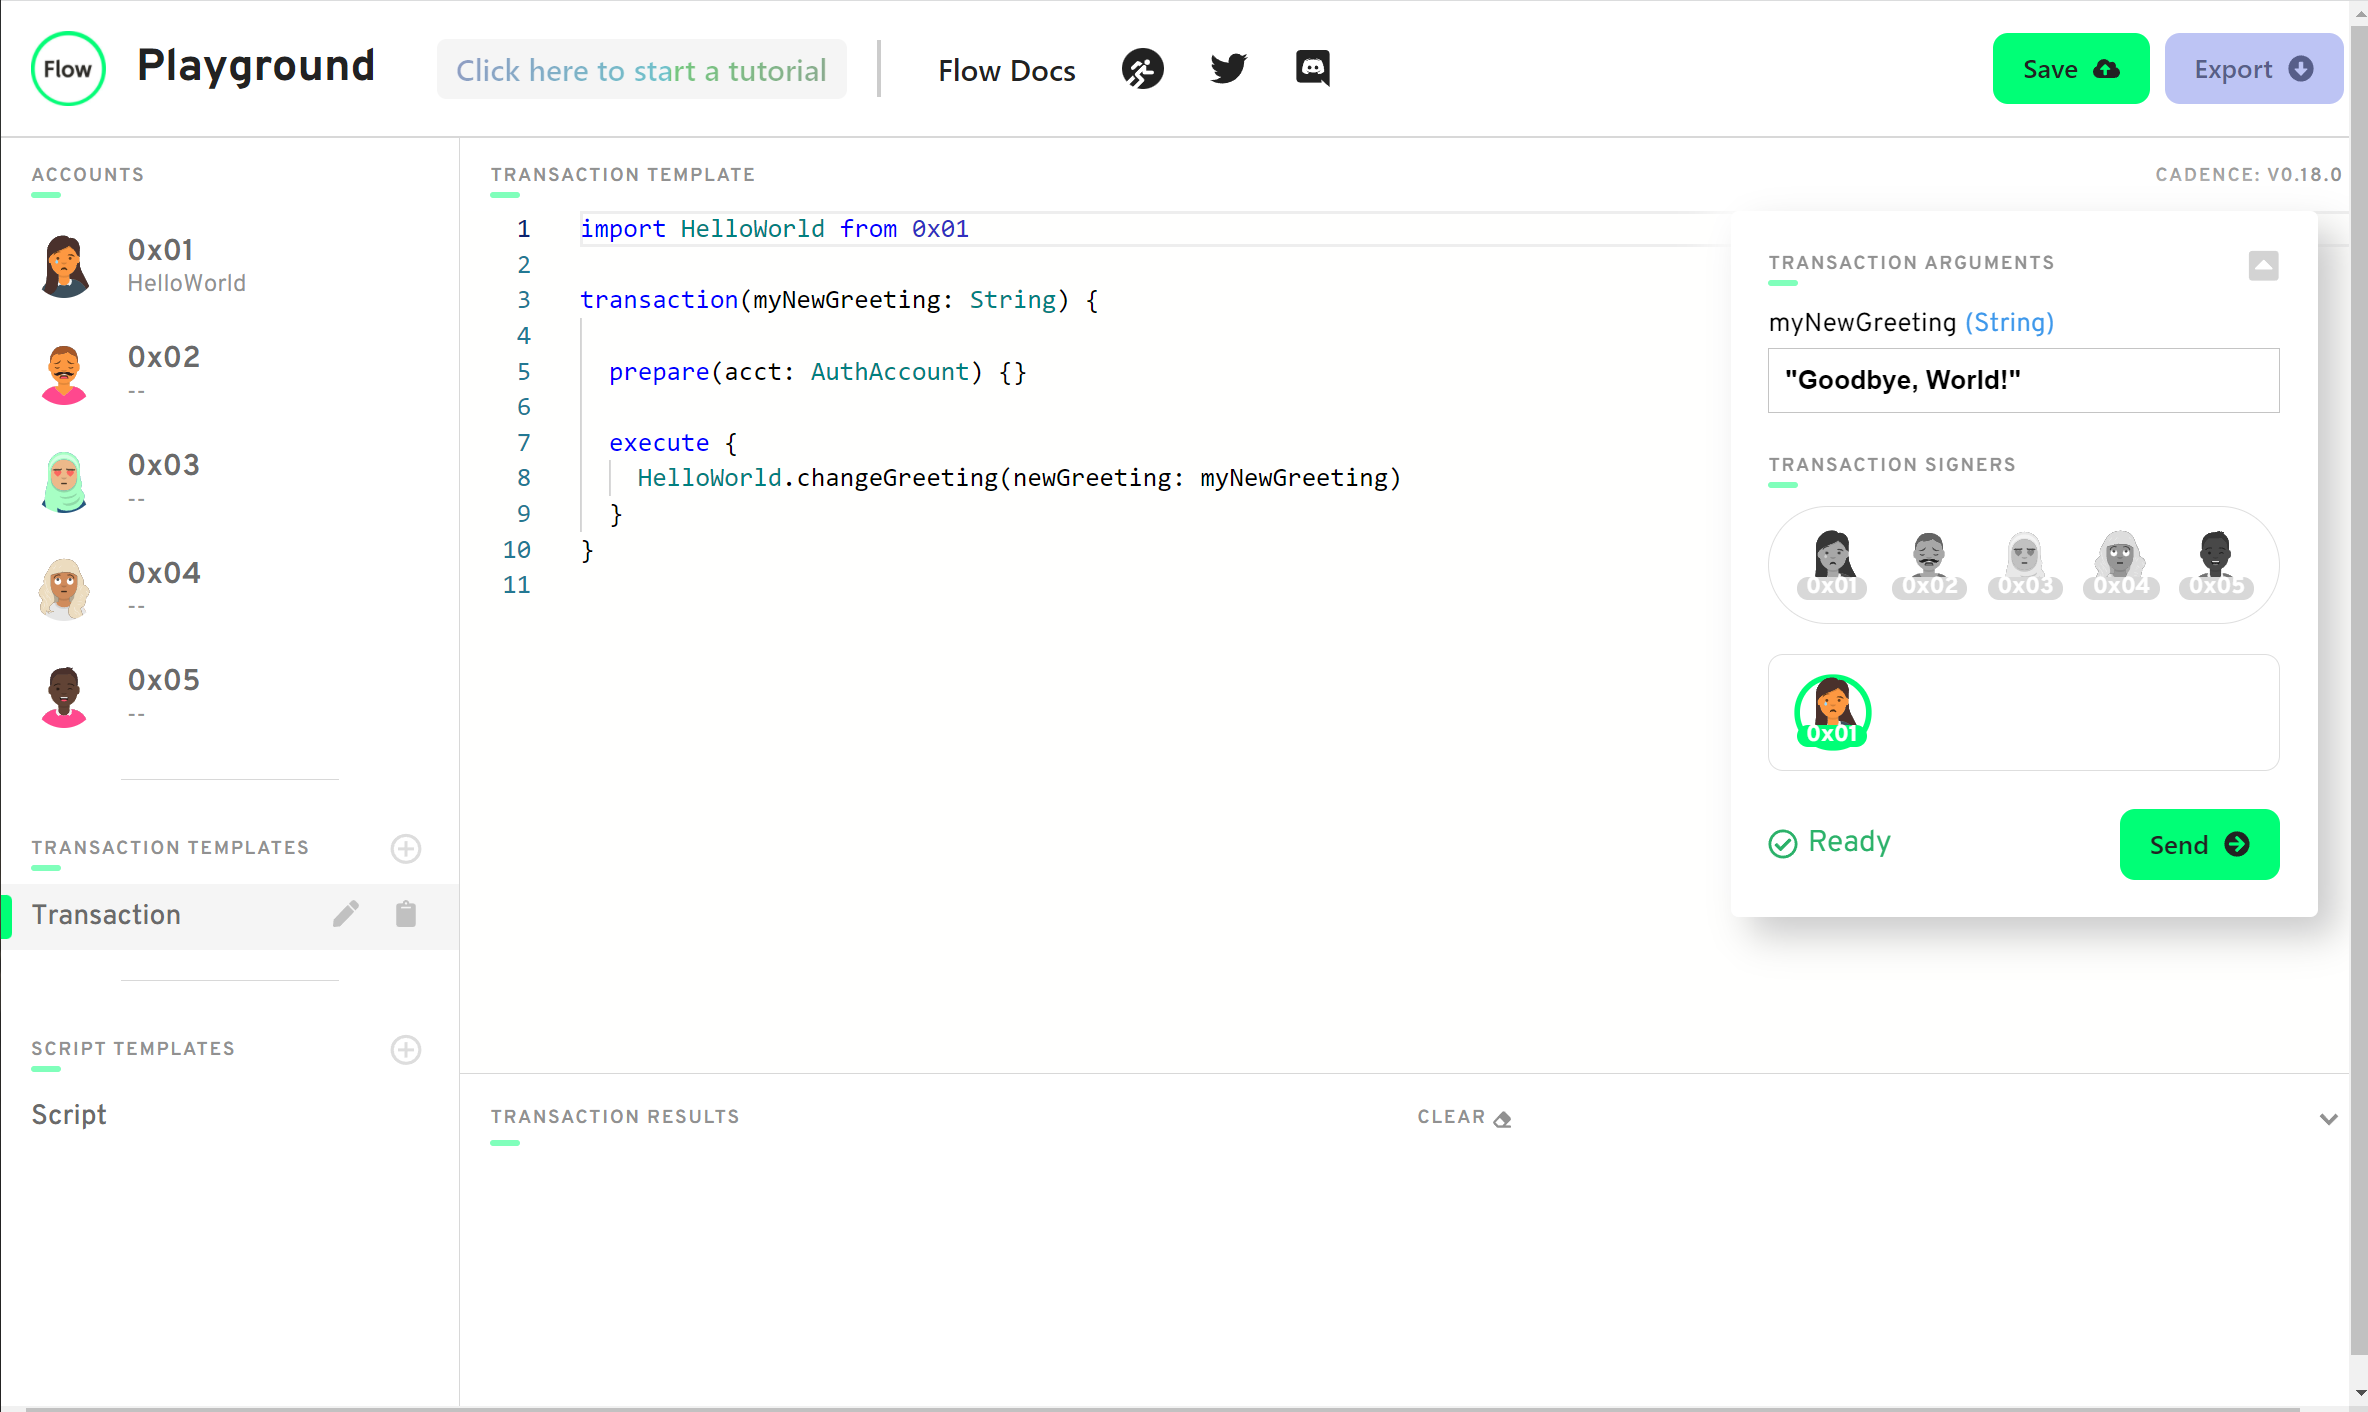 Flow
Playground
Click here to start a tutorial
Flow Docs
Save
Export
ACCOUNTS
0x01
HelloWorld
0x02
--
0x03
--
0x04
--
0x05
--
TRANSACTION TEMPLATES
Transaction
SCRIPT TEMPLATES
Script
TRANSACTION TEMPLATE
CADENCE: V0.18.0
1 import HelloWorld from 0x01
2
3 transaction(myNewGreeting: String) {
4
5 prepare(acct: AuthAccount) {}
6
7 execute {
8 HelloWorld.changeGreeting(newGreeting: myNewGreeting)
9 }
10 }
11
TRANSACTION ARGUMENTS
myNewGreeting (String)
"Goodbye, World!"
TRANSACTION SIGNERS
0x01 0x02 0x03 0x04 0x05
0x01
Ready
Send
TRANSACTION RESULTS
CLEAR